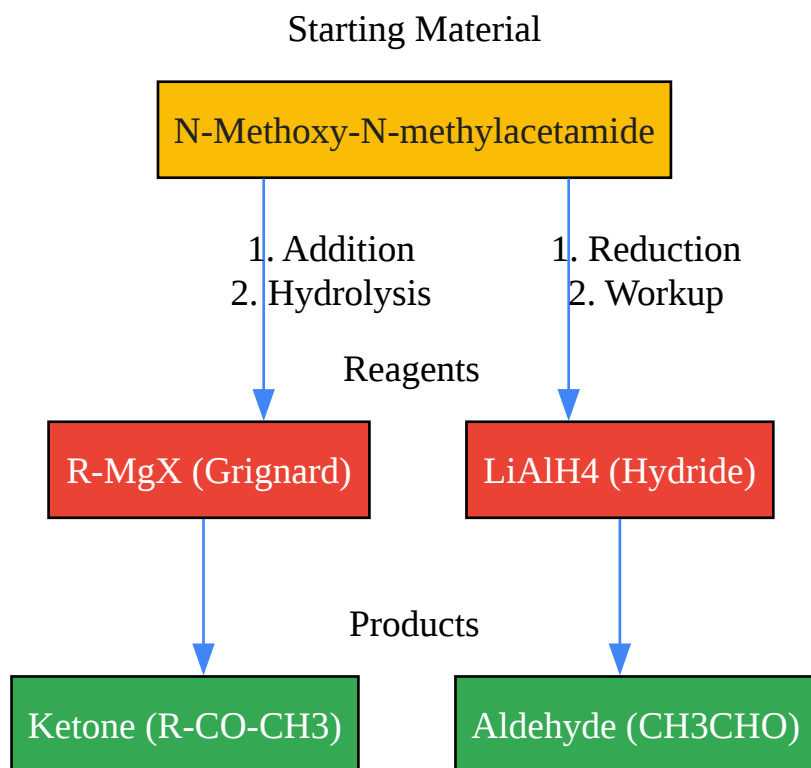 Starting Material
N-Methoxy-N-methylacetamide
1. Addition
2. Hydrolysis
1. Reduction
2. Workup
Reagents
R-MgX (Grignard)
LiAlH4 (Hydride)
Products
Ketone (R-CO-CH3)
Aldehyde (CH3CHO)